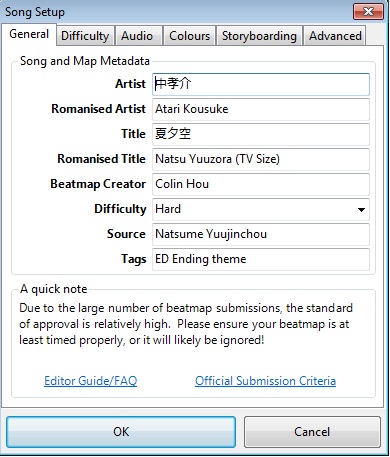 Song Setup
General Difficulty Audio Colours Storyboarding Advanced
Song and Map Metadata
Artist 中孝介
Romanised Artist Atari Kousuke
Title 夏夕空
Romanised Title Natsu Yuuzora (TV Size)
Beatmap Creator Colin Hou
Difficulty Hard
Source Natsume Yuujinchou
Tags ED Ending theme
A quick note
Due to the large number of beatmap submissions, the standard
of approval is relatively high. Please ensure your beatmap is at
least timed properly, or it will likely be ignored!
Editor Guide/FAQ Official Submission Criteria
OK Cancel